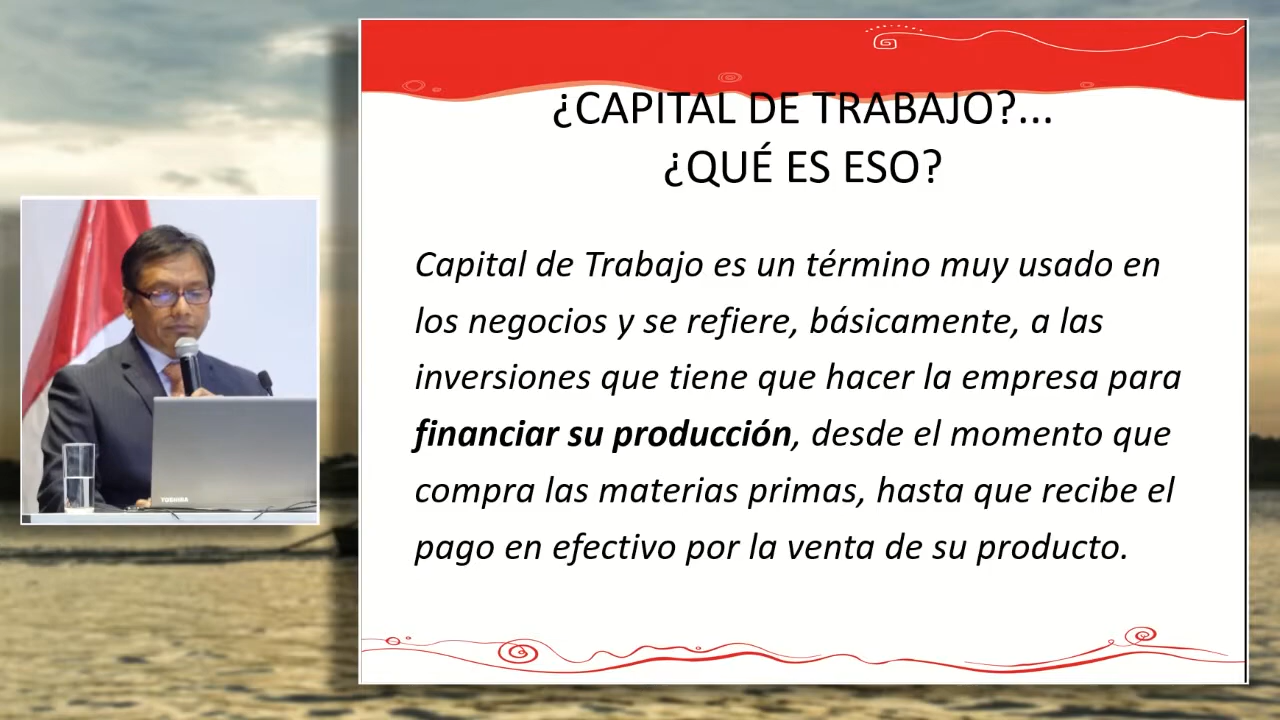 ¿CAPITAL DE TRABAJO?...
¿QUÉ ES ESO?
Capital de Trabajo es un término muy usado en
los negocios y se refiere, básicamente, a las
inversiones que tiene que hacer la empresa para
financiar su producción, desde el momento que
compra las materias primas, hasta que recibe el
pago en efectivo por la venta de su producto.
TOSHIBA